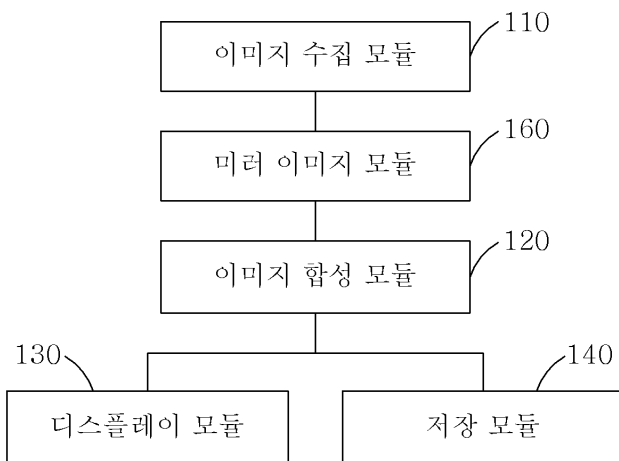 110
이미지 수집 모듈
160
미러 이미지 모듈
120
이미지 합성 모듈
130
140
디스플레이 모듈
저장 모듈